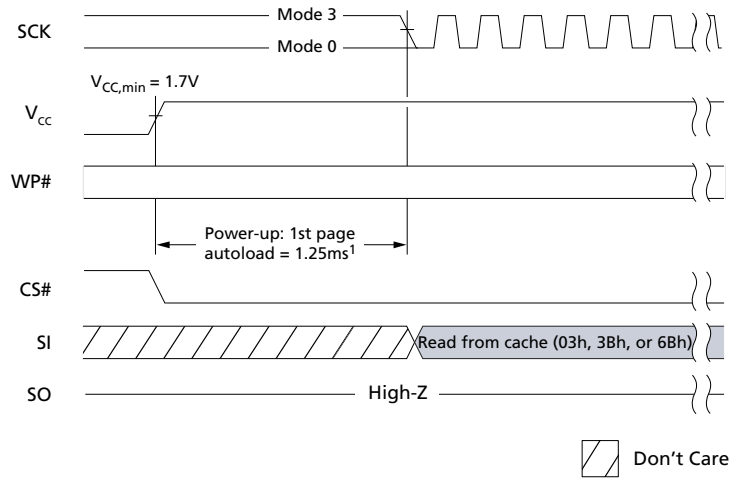 SCK
Mode 3
Mode 0
V_CC,min = 1.7V
V_CC
WP#
Power-up: 1st page
autoload = 1.25ms¹
CS#
SI
Read from cache (03h, 3Bh, or 6Bh)
SO
High-Z
Don't Care